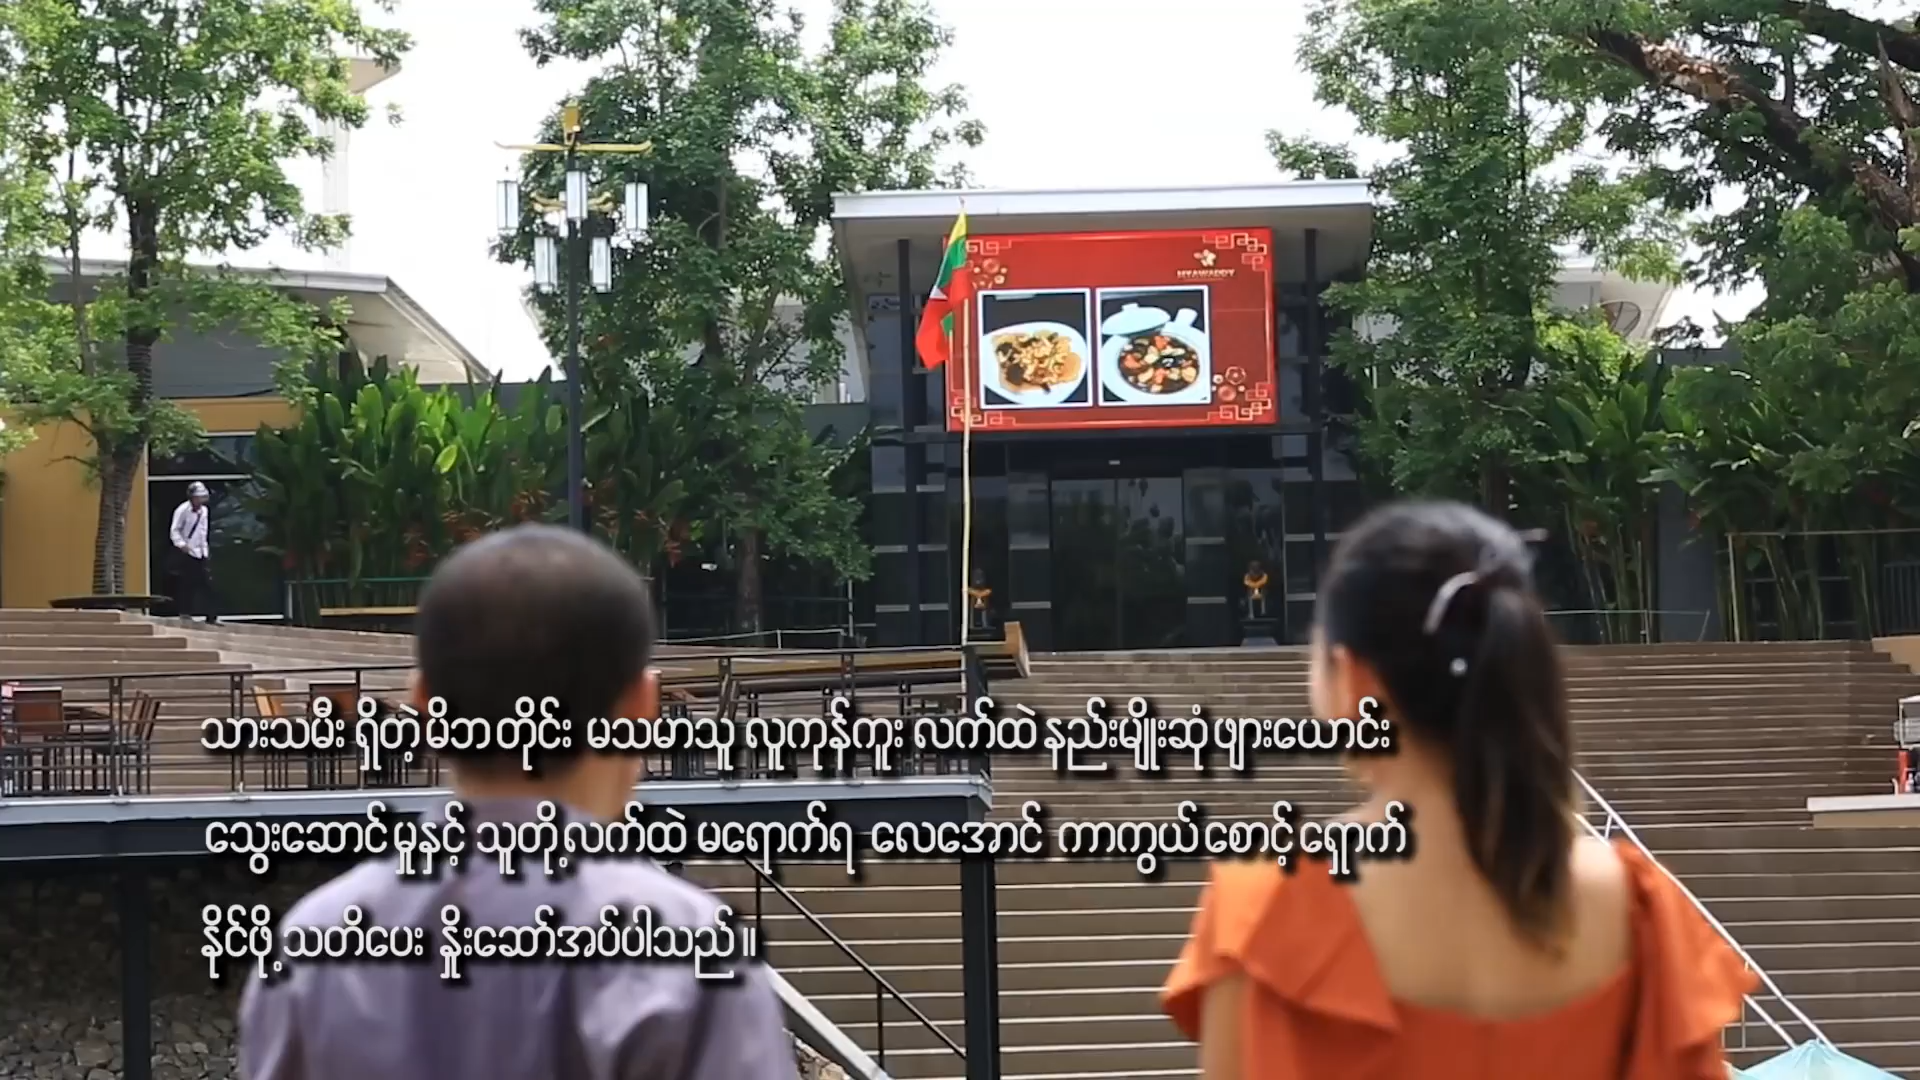 MYAWADDY
သားသမီး ရှိတဲ့ မိဘ တိုင်း မသမာသူ လူကုန်ကူး လက်ထဲ နည်းမျိုးဆုံ ဖျားယောင်း
သွေးဆောင် မှုနှင့် သူတို့လက်ထဲ မရောက်ရ လေအောင် ကာကွယ် စောင့် ရှောက်
နိုင်ဖို့ သတိပေး နှိုးဆော်အပ်ပါသည်။